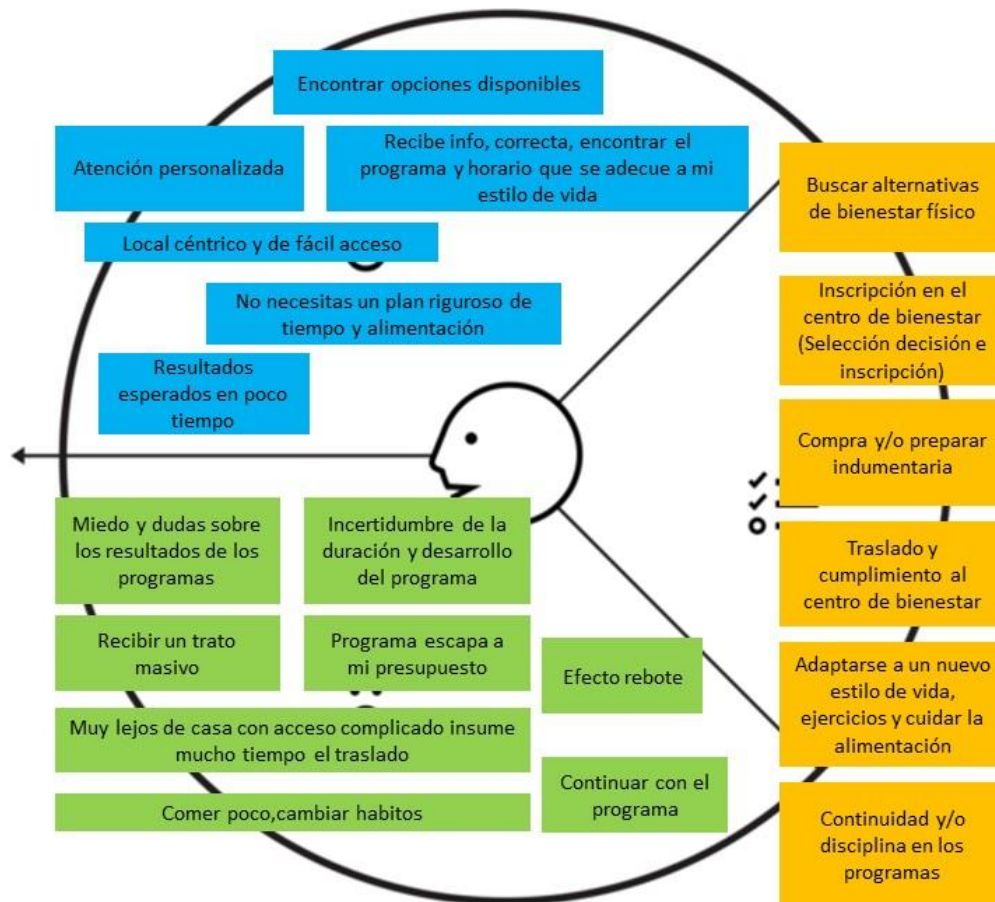 Encontrar opciones disponibles
Atención personalizada
Recibe info, correcta, encontrar el
programa y horario que se adecue a mi
estilo de vida
Local céntrico y de fácil acceso
No necesitas un plan riguroso de
tiempo y alimentación
Resultados
esperados en poco
tiempo
Miedo y dudas sobre
los resultados de los
programas
Incertidumbre de la
duración y desarrollo
del programa
Recibir un trato
masivo
Programa escapa a
mi presupuesto
Efecto rebote
Muy lejos de casa con acceso complicado insume
mucho tiempo el traslado
Continuar con el
programa
Comer poco,cambiar habitos
Buscar alternativas
de bienestar físico
Inscripción en el
centro de bienestar
(Selección decisión e
inscripción)
Compra y/o preparar
indumentaria
Traslado y
cumplimiento al
centro de bienestar
Adaptarse a un nuevo
estilo de vida,
ejercicios y cuidar la
alimentación
Continuidad y/o
disciplina en los
programas